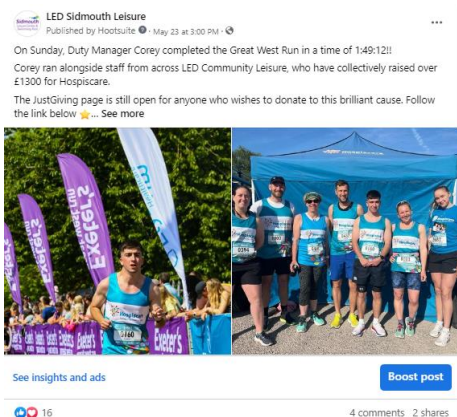 LED Sidmouth Leisure
Published by Hootsuite · May 23 at 3:00 PM ·
On Sunday, Duty Manager Corey completed the Great West Run in a time of 1:49:12!!
Corey ran alongside staff from across LED Community Leisure, who have collectively raised over
£1300 for Hospiscare.
The JustGiving page is still open for anyone who wishes to donate to this brilliant cause. Follow
the link below ⭐... See more
Exeter's
Exeter's
Exeter's
See insights and ads
Boost post
16
4 comments 2 shares